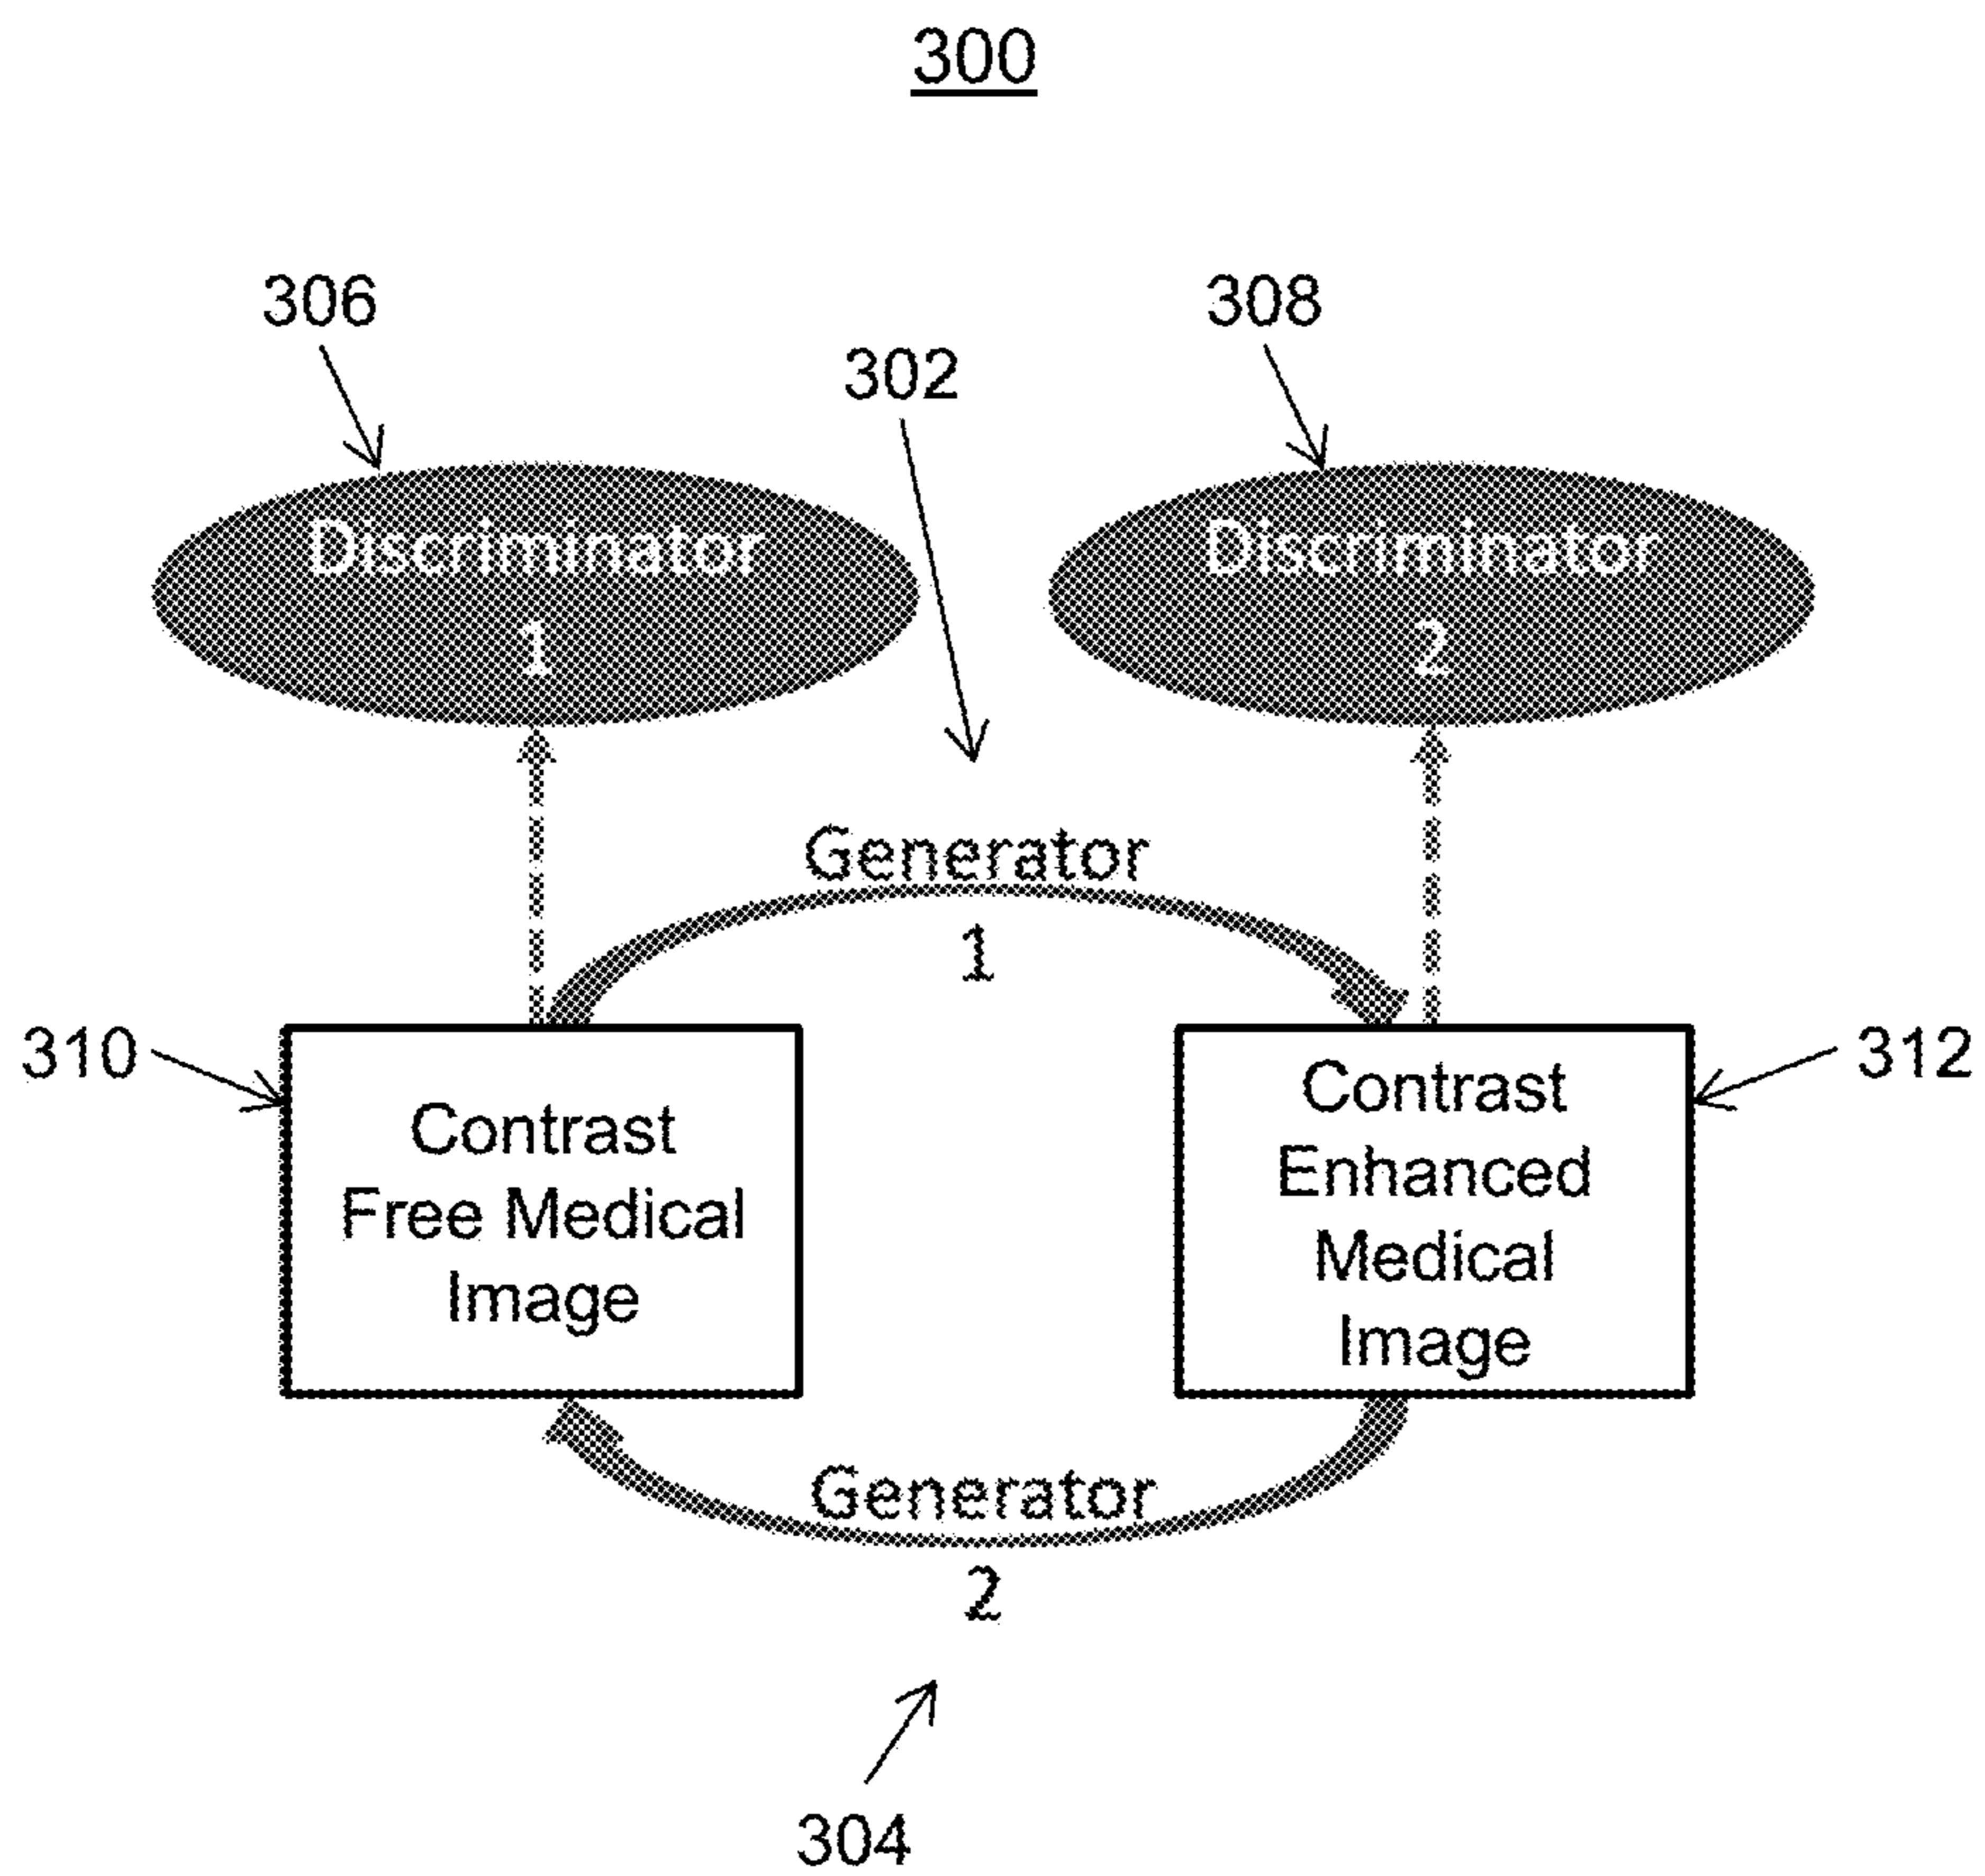 300
306
308
302
Discriminator
1
Discriminator
2
Generator
1
310
Contrast
Free Medical
Image
312
Contrast
Enhanced
Medical
Image
Generator
2
304